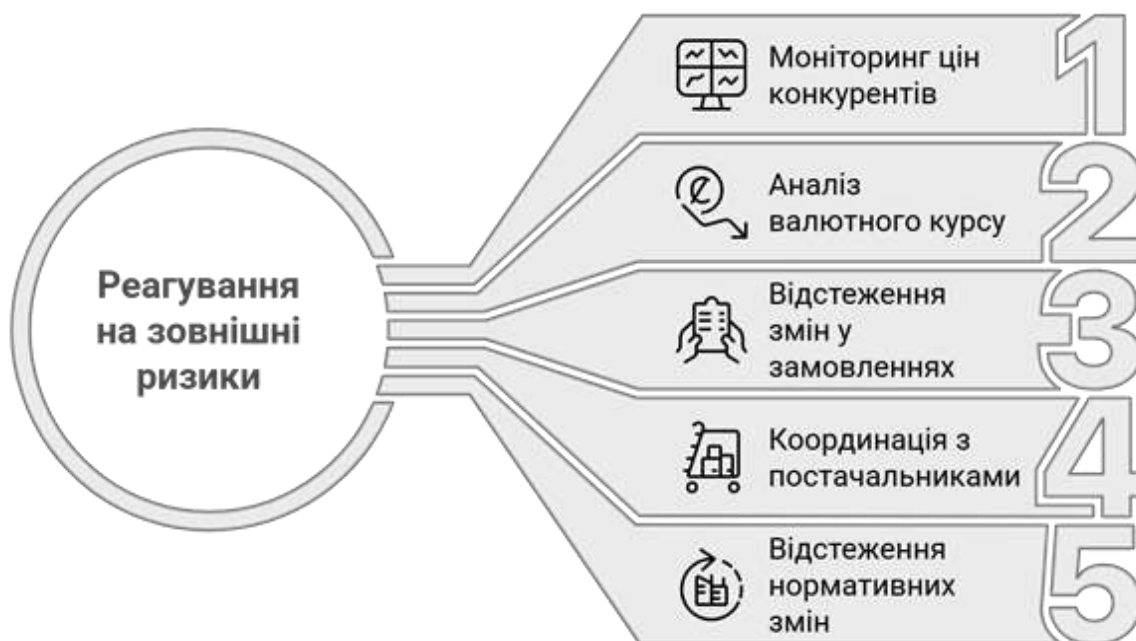 Реагування
на зовнішні
ризики
Моніторинг цін
конкурентів
1
Аналіз
валютного курсу
2
Відстеження
змін у
замовленнях
3
Координація з
постачальниками
4
Відстеження
нормативних
змін
5